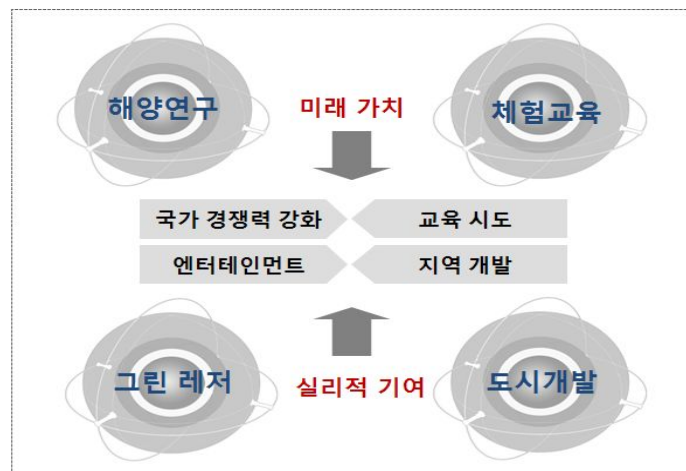 해양연구
미래 가치
체험교육
국가 경쟁력 강화
교육 시도
엔터테인먼트
지역 개발
그린 레저
실리적 기여
도시개발